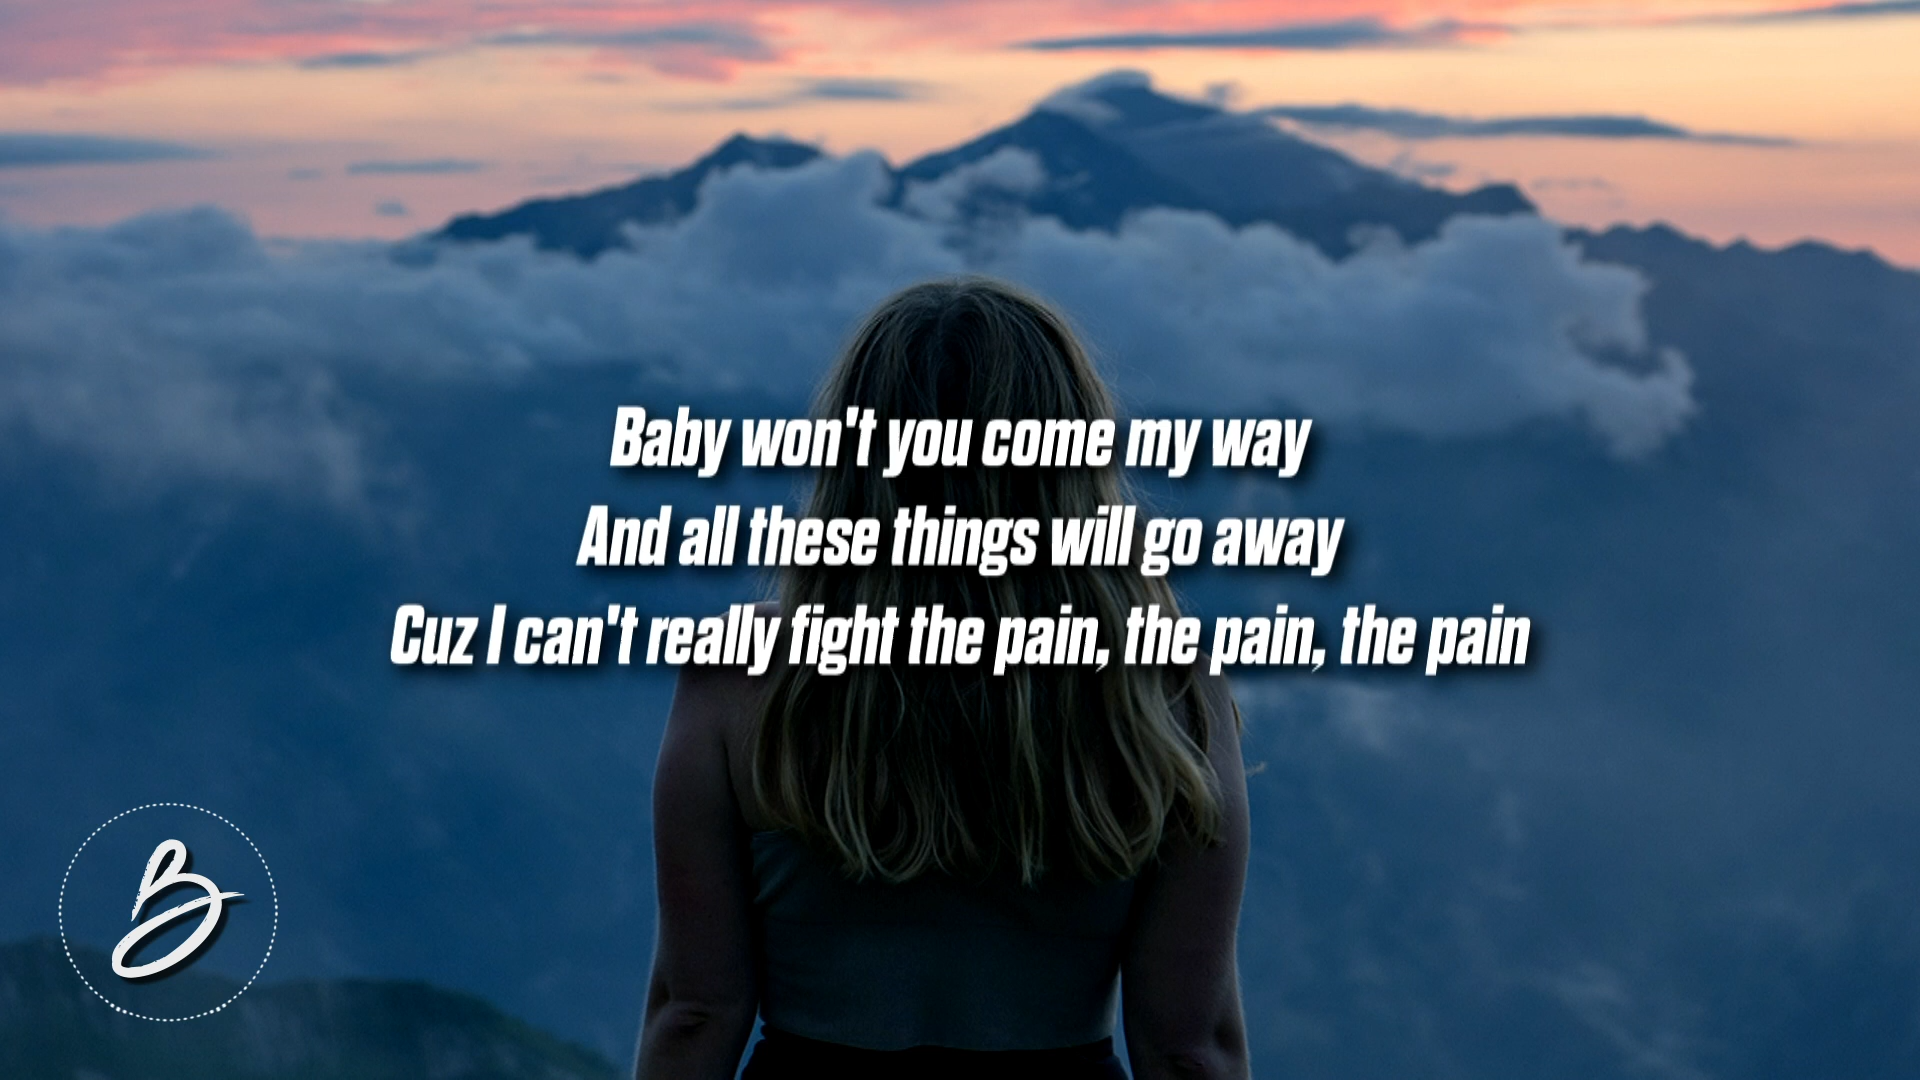 Baby won't you come my way
And all these things will go away
Cuz I can't really fight the pain, the pain, the pain
B